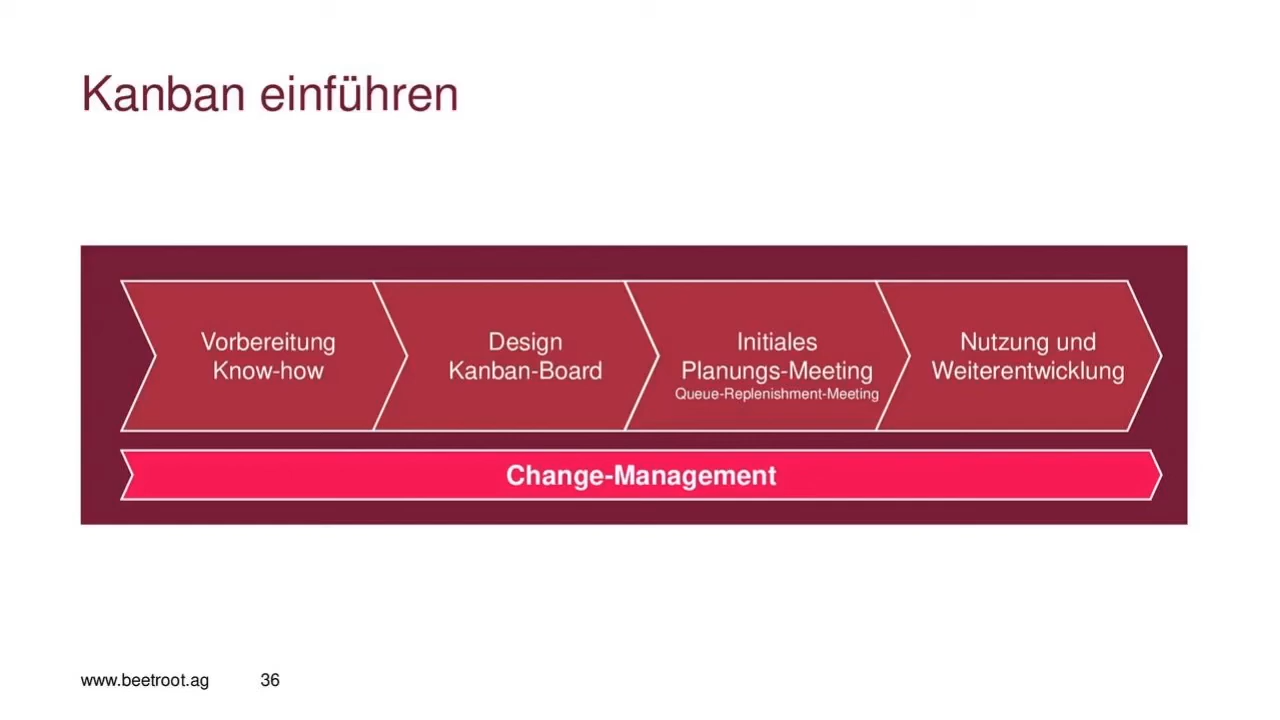 Kanban einführen
Vorbereitung
Know-how
Design
Kanban-Board
Initiales
Planungs-Meeting
Queue-Replenishment-Meeting
Nutzung und
Weiterentwicklung
Change-Management
www.beetroot.ag 36